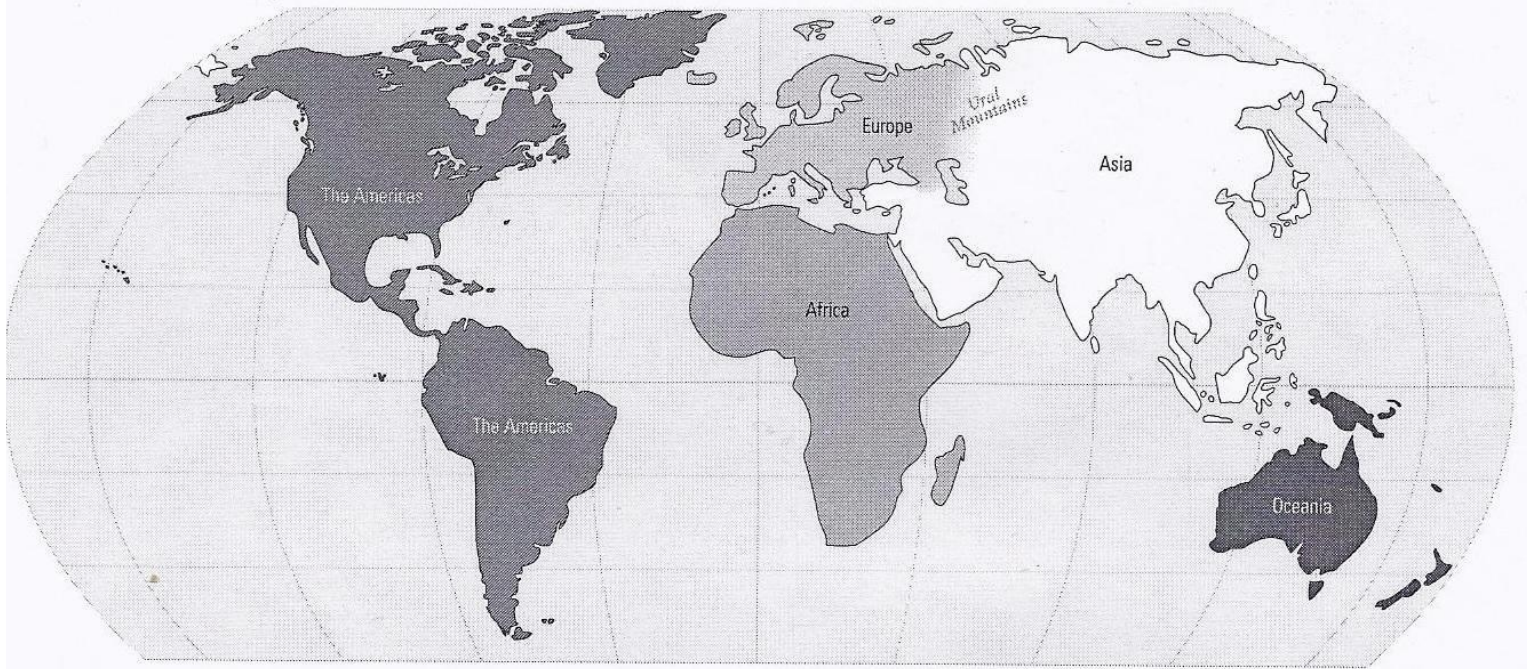 Ural
Mountains
Europe
Asia
The Americas
Africa
The Americas
Oceania